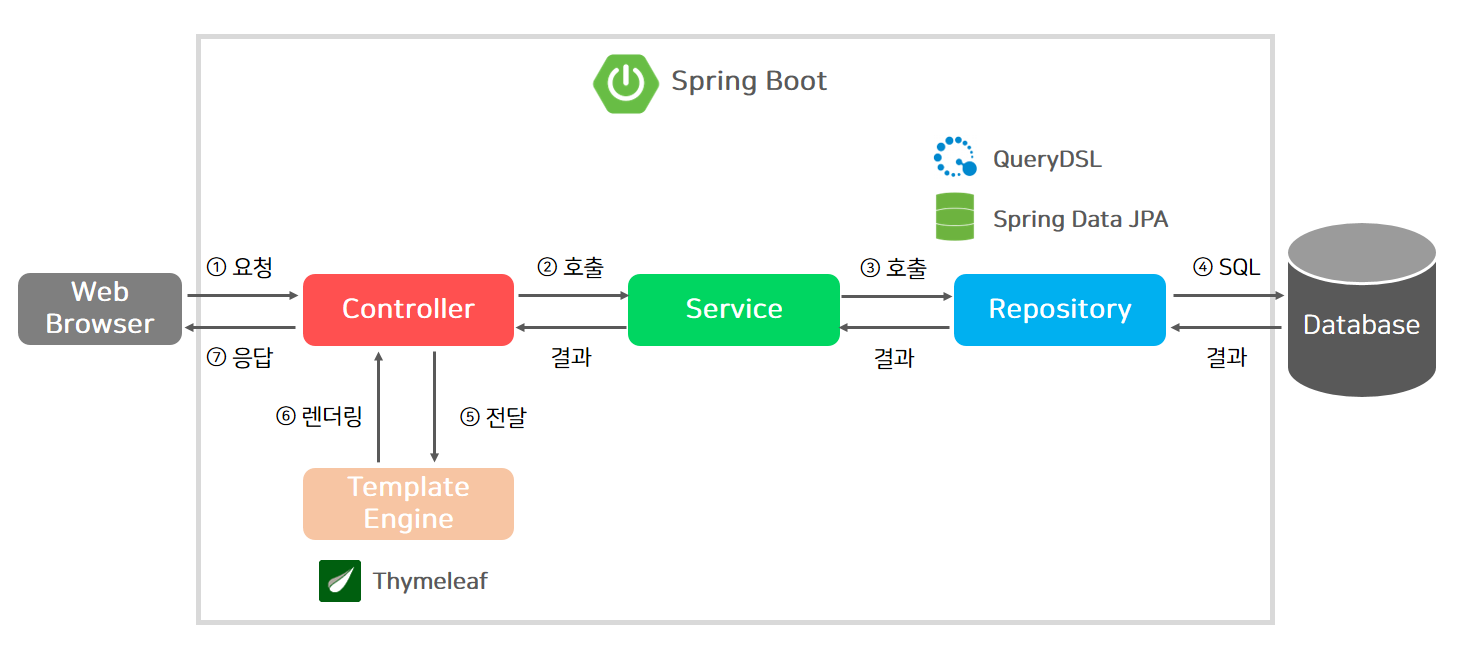 Spring Boot
QueryDSL
Spring Data JPA
① 요청
② 호출
③ 호출
④ SQL
Web
Browser
Controller
Service
Repository
Database
⑦ 응답
결과
결과
결과
⑥ 렌더링
⑤ 전달
Template
Engine
Thymeleaf